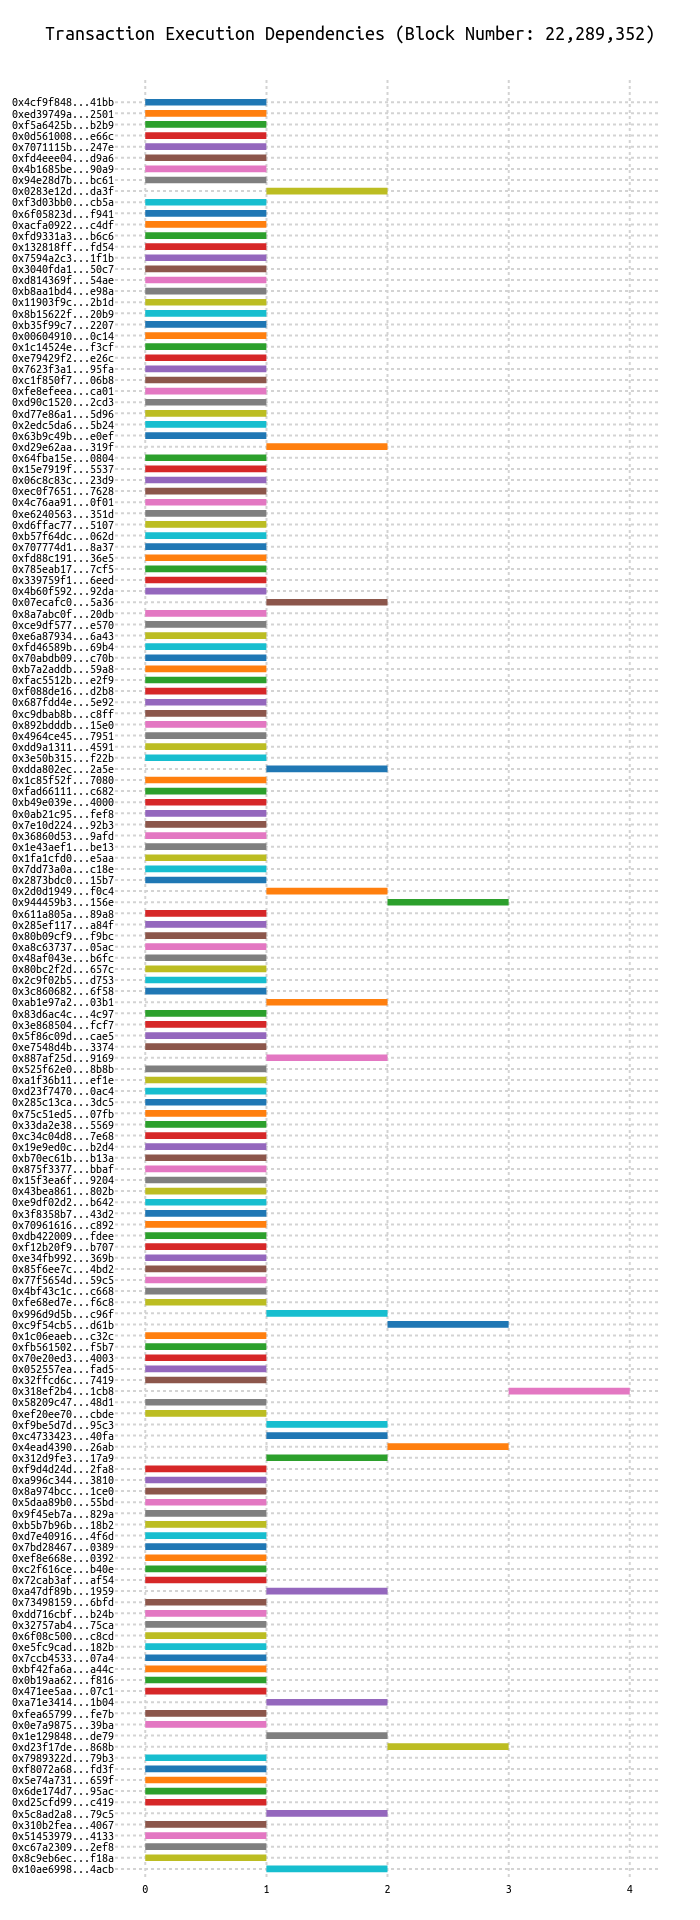 Transaction Execution Dependencies (Block Number: 22,289,352)
0x4cf9f848...41bb
0xed39749a...2501
0xf5a6425b...b2b9
0x0d561008...e66c
0x7071115b...247e
0xfd4eee04...d9a6
0x4b1685be...90a9
0x94e28d7b...bc61
0x0283e12d...da3f
0xf3d03bb0...cb5a
0x6f05823d...f941
0xacfa0922...c4df
0xfd9331a3...b6c6
0x132818ff...fd54
0x7594a2c3...1f1b
0x3040fda1...50c7
0xd814369f...54ae
0xb8aa1bd4...e98a
0x11903f9c...2b1d
0x8b15622f...20b9
0xb35f99c7...2207
0x00604910...0c14
0x1c14524e...f3cf
0xe79429f2...e26c
0x7623f3a1...95fa
0xc1f850f7...06b8
0xfe8efeea...ca01
0xd90c1520...2cd3
0xd77e86a1...5d96
0x2edc5da6...5b24
0x63b9c49b...e0ef
0xd29e62aa...319f
0x64fba15e...0804
0x15e7919f...5537
0x06c8c83c...23d9
0xec0f7651...7628
0x4c76aa91...0f01
0xe6240563...351d
0xd6ffac77...5107
0xb57f64dc...062d
0x707774d1...8a37
0xfd88c191...36e5
0x785eab17...7cf5
0x339759f1...6eed
0x4b60f592...92da
0x07ecafc0...5a36
0x8a7abc0f...20db
0xce9df577...e570
0xe6a87934...6a43
0xfd46589b...69b4
0x70abdb09...c70b
0xb7a2addb...59a8
0xfac5512b...e2f9
0xf088de16...d2b8
0x687fdd4e...5e92
0xc9dbab8b...c8ff
0x892bdddb...15e0
0x4964ce45...7951
0xdd9a1311...4591
0x3e50b315...f22b
0xdda802ec...2a5e
0x1c85f52f...7080
0xfad66111...c682
0xb49e039e...4000
0x0ab21c95...fef8
0x7e10d224...92b3
0x36860d53...9afd
0x1e43aef1...be13
0x1fa1cfd0...e5aa
0x7dd73a0a...c18e
0x2873bdc0...15b7
0x2d0d1949...f0c4
0x944459b3...156e
0x611a805a...89a8
0x285ef117...a84f
0x80b09cf9...f9bc
0xa8c63737...05ac
0x48af043e...b6fc
0x80bc2f2d...657c
0x2c9f02b5...d753
0x3c860682...6f58
0xab1e97a2...03b1
0x83d6ac4c...4c97
0x3e868504...fcf7
0x5f86c09d...cae5
0xe7548d4b...3374
0x887af25d...9169
0x525f62e0...8b8b
0xa1f36b11...ef1e
0xd23f7470...0ac4
0x285c13ca...3dc5
0x75c51ed5...07fb
0x33da2e38...5569
0xc34c04d8...7e68
0x19e9ed0c...b2d4
0xb70ec61b...b13a
0x875f3377...bbaf
0x15f3ea6f...9204
0x43bea861...802b
0xe9df02d2...b642
0x3f8358b7...43d2
0x70961616...c892
0xdb422009...fdee
0xf12b20f9...b707
0xe34fb992...369b
0x85f6ee7c...4bd2
0x77f5654d...59c5
0x4bf43c1c...c668
0xfe68ed7e...f6c8
0x996d9d5b...c96f
0xc9f54cb5...d61b
0x1c06eaeb...c32c
0xfb561502...f5b7
0x70e20ed3...4003
0x052557ea...fad5
0x32ffcd6c...7419
0x318ef2b4...1cb8
0x58209c47...48d1
0xef20ee70...cbde
0xf9be5d7d...95c3
0xc4733423...40fa
0x4ead4390...26ab
0x312d9fe3...17a9
0xf9d4d24d...2fa8
0xa996c344...3810
0x8a974bcc...1ce0
0x5daa89b0...55bd
0x9f45eb7a...829a
0xb5b7b96b...18b2
0xd7e40916...4f6d
0x7bd28467...0389
0xef8e668e...0392
0xc2f616ce...b40e
0x72cab3af...af54
0xa47df89b...1959
0x73498159...6bfd
0xdd716cbf...b24b
0x32757ab4...75ca
0x6f08c500...c8cd
0xe5fc9cad...182b
0x7ccb4533...07a4
0xbf42fa6a...a44c
0x0b19aa62...f816
0x471ee5aa...07c1
0xa71e3414...1b04
0xfea65799...fe7b
0x0e7a9875...39ba
0x1e129848...de79
0xd23f17de...868b
0x7989322d...79b3
0xf8072a68...fd3f
0x5e74a731...659f
0x6de174d7...95ac
0xd25cfd99...c419
0x5c8ad2a8...79c5
0x310b2fea...4067
0x51453979...4133
0xc67a2309...2ef8
0x8c9eb6ec...f18a
0x10ae6998...4acb
0 1 2 3 4